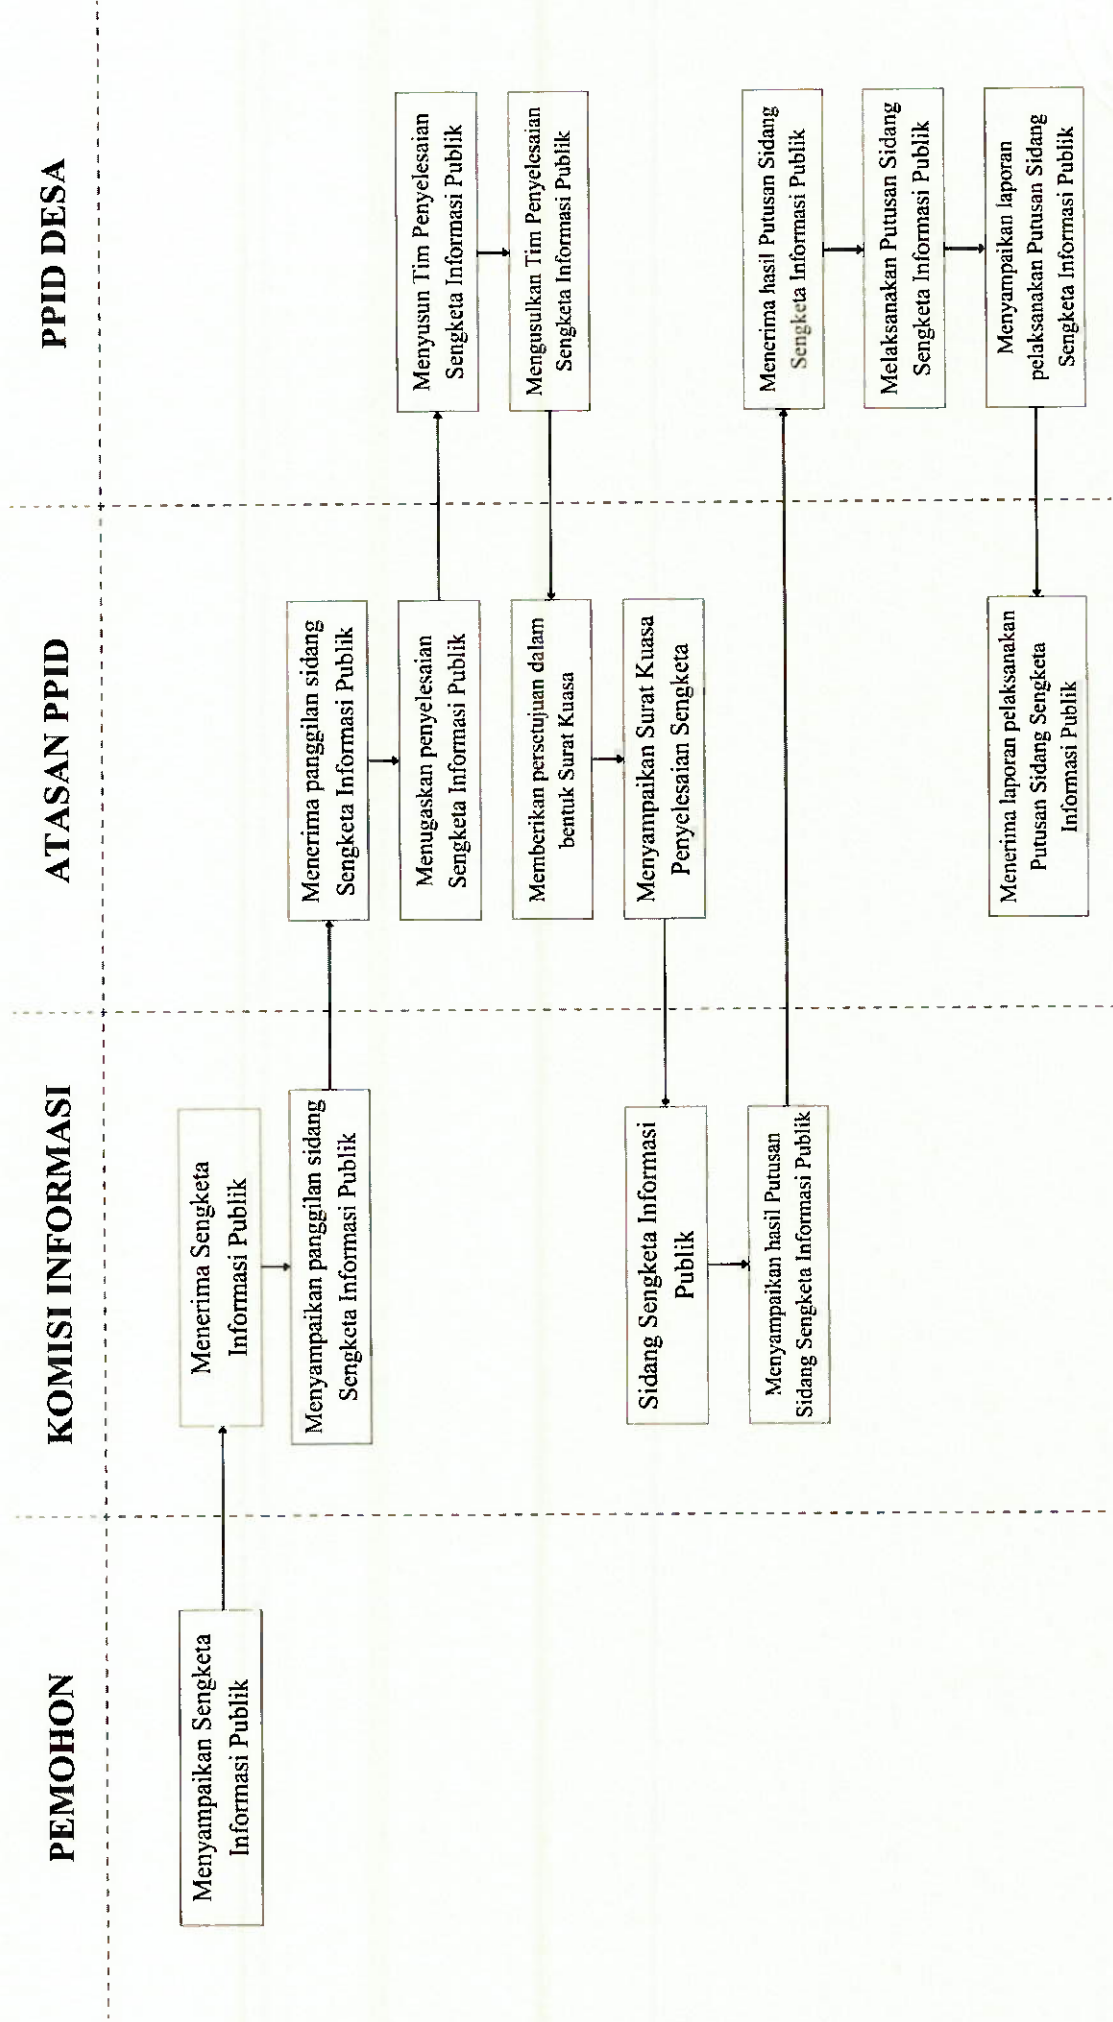 PEMOHON
KOMISI INFORMASI
ATASAN PPID
PPID DESA
Menyampaikan Sengketa
Informasi Publik
Menerima Sengketa
Informasi Publik
Menyampaikan panggilan sidang
Sengketa Informasi Publik
Menerima panggilan sidang
Sengketa Informasi Publik
Menugaskan penyelesaian
Sengketa Informasi Publik
Menyusun Tim Penyelesaian
Sengketa Informasi Publik
Mengusulkan Tim Penyelesaian
Sengketa Informasi Publik
Memberikan persetujuan dalam
bentuk Surat Kuasa
Menyampaikan Surat Kuasa
Penyelesaian Sengketa
Sidang Sengketa Informasi
Publik
Menyampaikan hasil Putusan
Sidang Sengketa Informasi Publik
Menerima hasil Putusan Sidang
Sengketa Informasi Publik
Melaksanakan Putusan Sidang
Sengketa Informasi Publik
Menyampaikan laporan
pelaksanakan Putusan Sidang
Sengketa Informasi Publik
Menerima laporan pelaksanakan
Putusan Sidang Sengketa
Informasi Publik